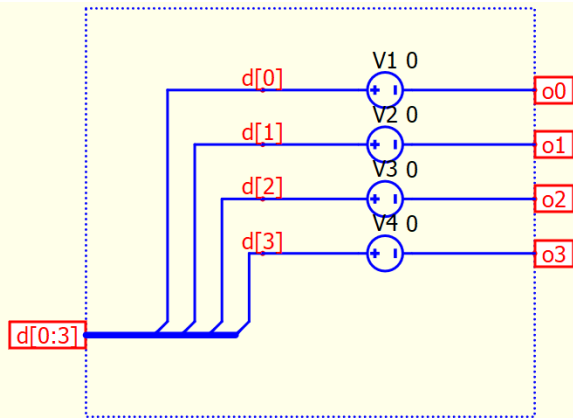 V1 0
d[0]
o0
V2 0
d[1]
o1
V3 0
d[2]
o2
V4 0
d[3]
o3
d[0:3]